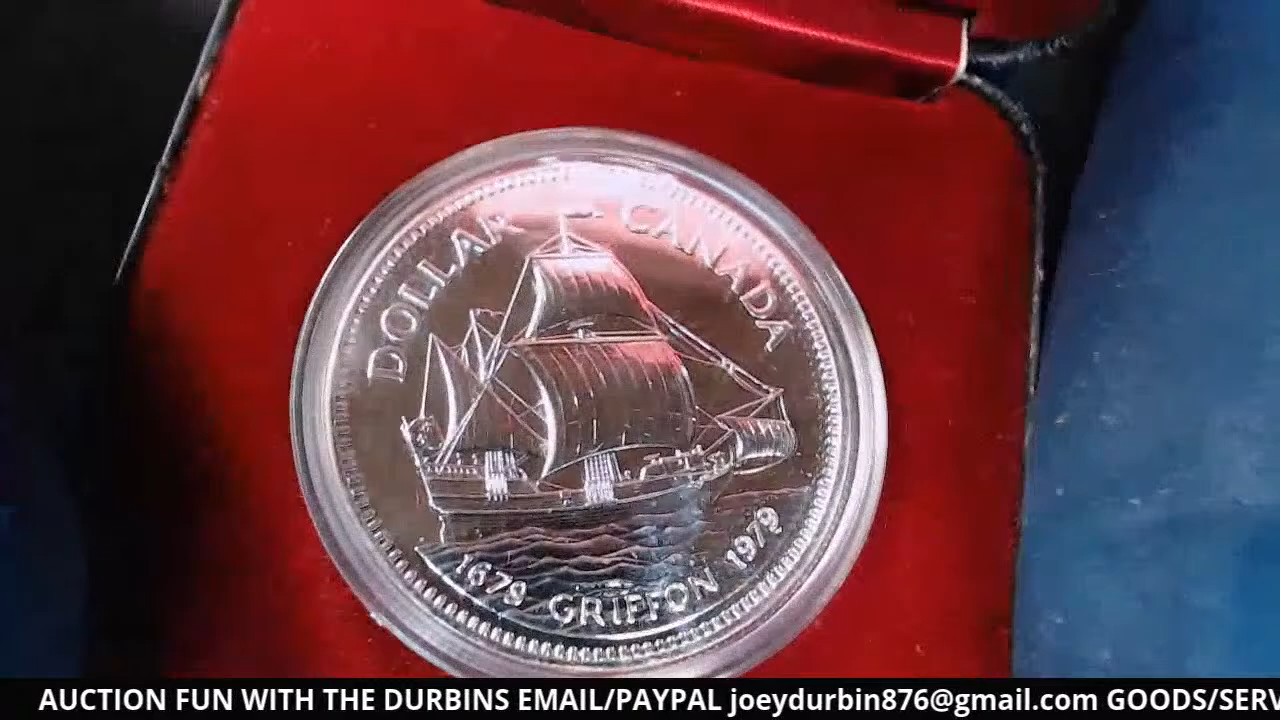 DOLLAR CANADA
1679 GRIFFON 1979
AUCTION FUN WITH THE DURBINS EMAIL/PAYPAL joeydurbin876@gmail.com GOODS/SERV